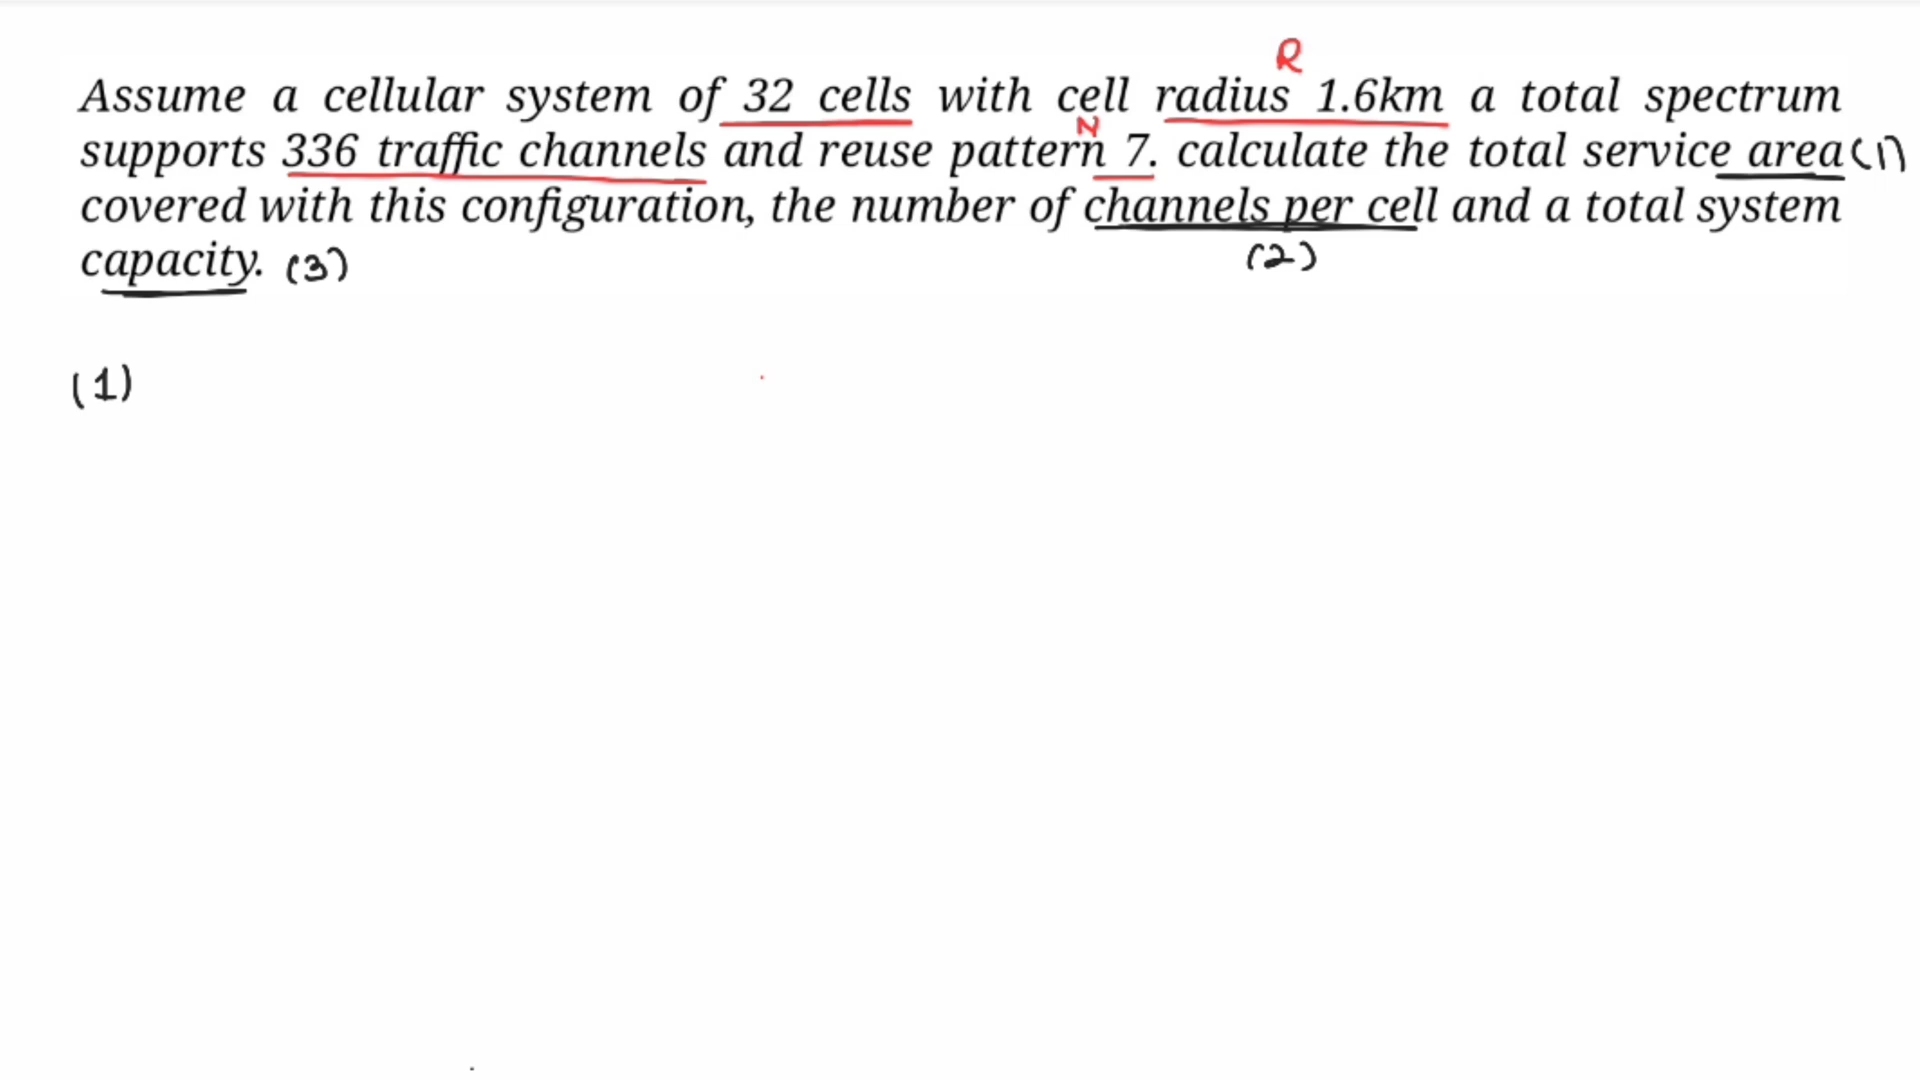 R
Assume a cellular system of 32 cells with cell radius 1.6km a total spectrum
N
supports 336 traffic channels and reuse pattern 7. calculate the total service area (1)
covered with this configuration, the number of channels per cell and a total system
(2)
capacity. (3)
(1)